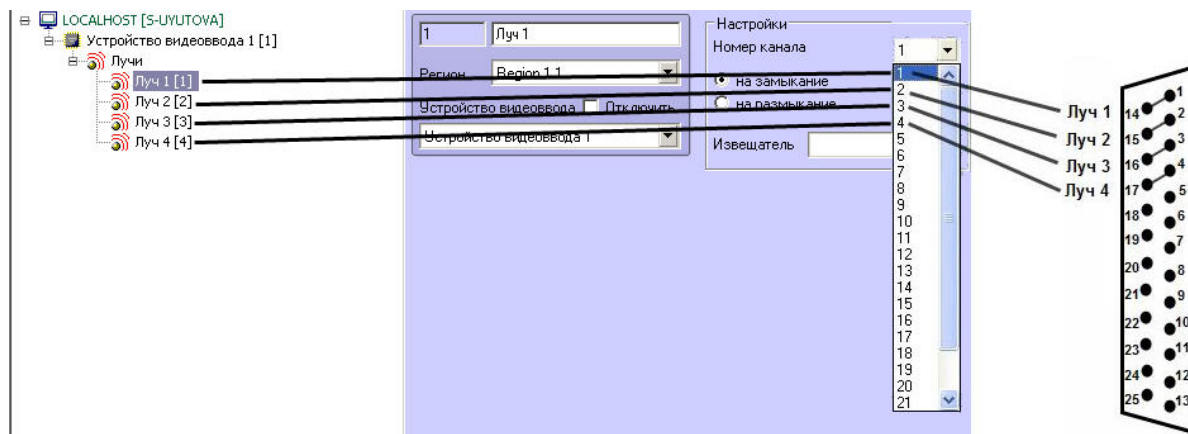 LOCALHOST [S-UYUTOVA]
Устройство видеоввода 1 [1]
Лучи
Луч 1 [1]
Луч 2 [2]
Луч 3 [3]
Луч 4 [4]
1 Луч 1
Регион Region 1.1
Устройство видеоввода Отключить
Устройство видеоввода 1
Настройки
Номер канала 1
на замыкание
на размыкание
Извещатель
1
2
3
4
5
6
7
8
9
10
11
12
13
14
15
16
17
18
19
20
21
Луч 1
Луч 2
Луч 3
Луч 4
1
14
2
15
3
16
4
17
5
18
6
19
7
20
8
21
9
22
10
23
11
24
12
25
13